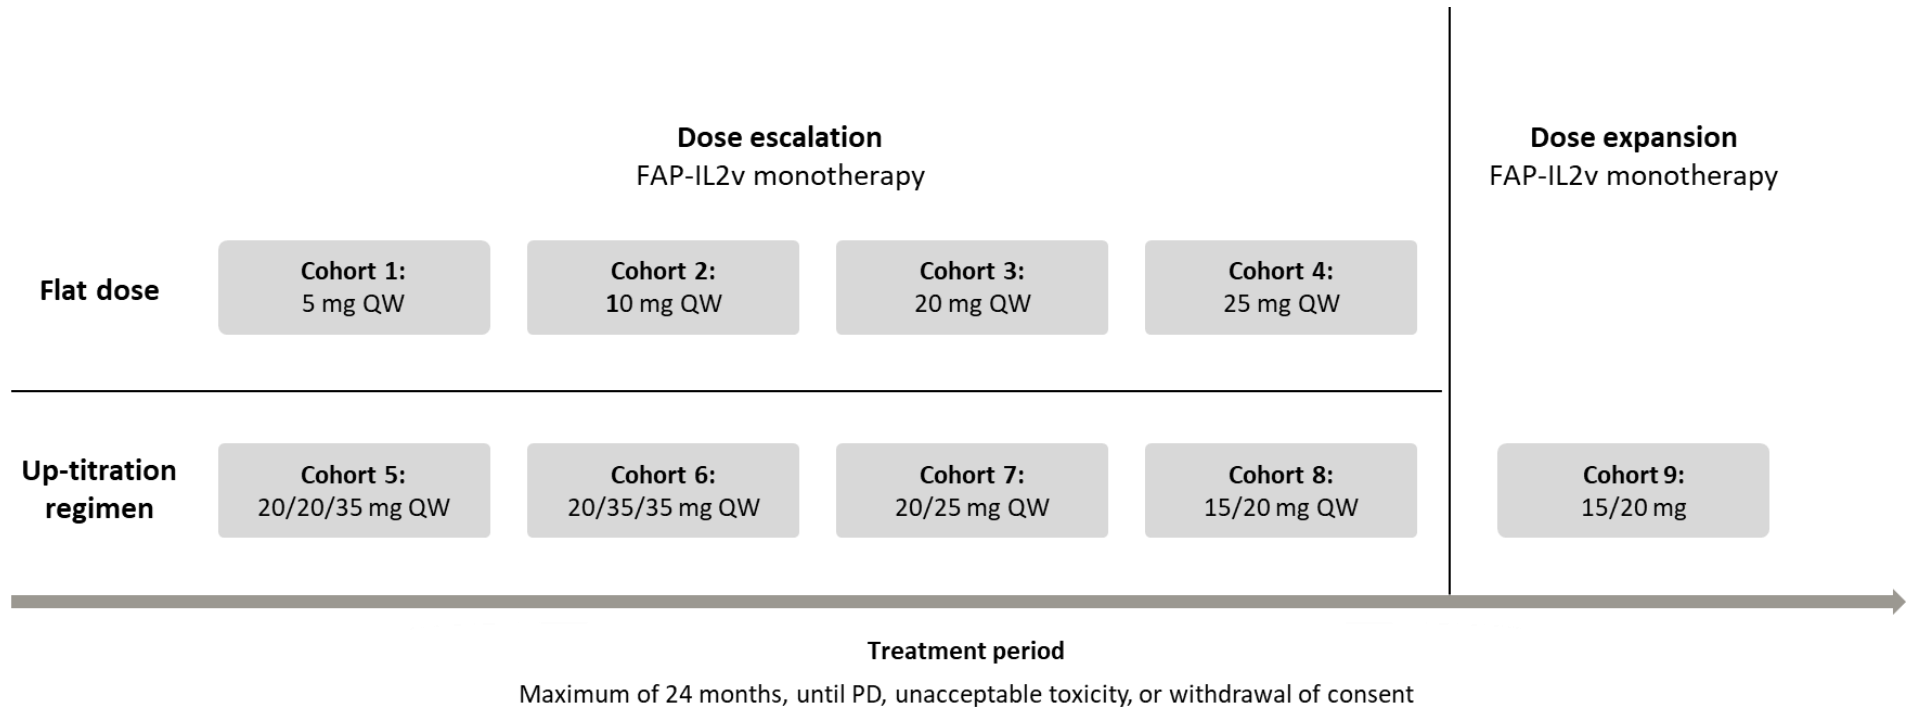 Dose escalation
FAP-IL2v monotherapy
Dose expansion
FAP-IL2v monotherapy
Flat dose
Cohort 1:
5 mg QW
Cohort 2:
10 mg QW
Cohort 3:
20 mg QW
Cohort 4:
25 mg QW
Up-titration
regimen
Cohort 5:
20/20/35 mg QW
Cohort 6:
20/35/35 mg QW
Cohort 7:
20/25 mg QW
Cohort 8:
15/20 mg QW
Cohort 9:
15/20 mg
Treatment period
Maximum of 24 months, until PD, unacceptable toxicity, or withdrawal of consent